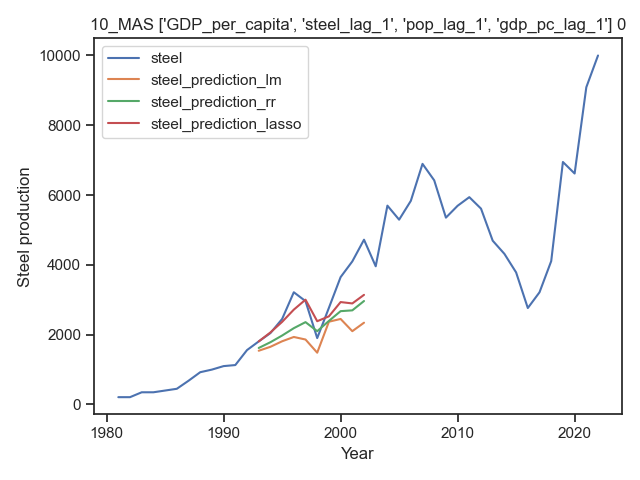 10_MAS ['GDP_per_capita', 'steel_lag_1', 'pop_lag_1', 'gdp_pc_lag_1'] 0
steel
steel_prediction_lm
steel_prediction_rr
steel_prediction_lasso
Steel production
10000
8000
6000
4000
2000
0
1980
1990
2000
2010
2020
Year